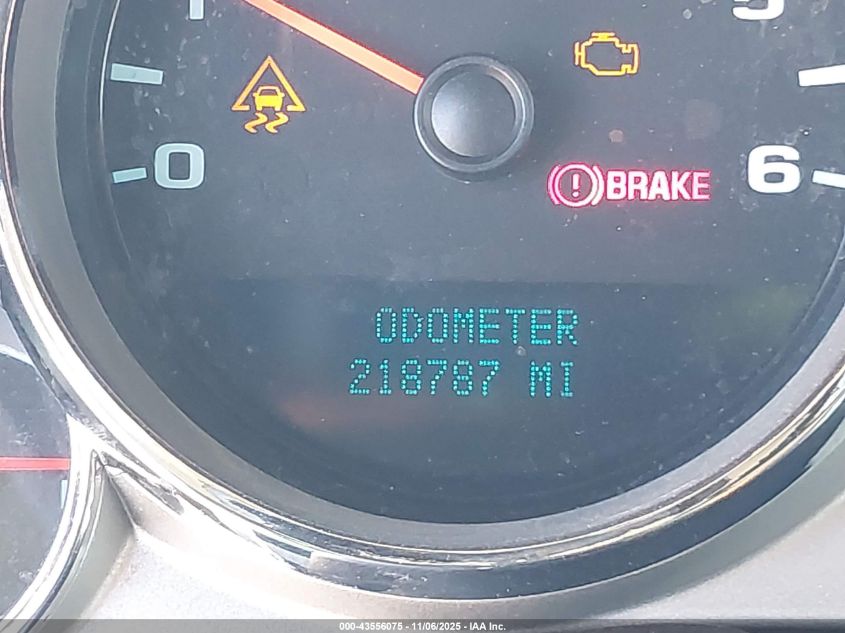 1
5
0
6
BRAKE
ODOMETER
218787 MI
000-43556075 - 11/06/2025 - IAA Inc.